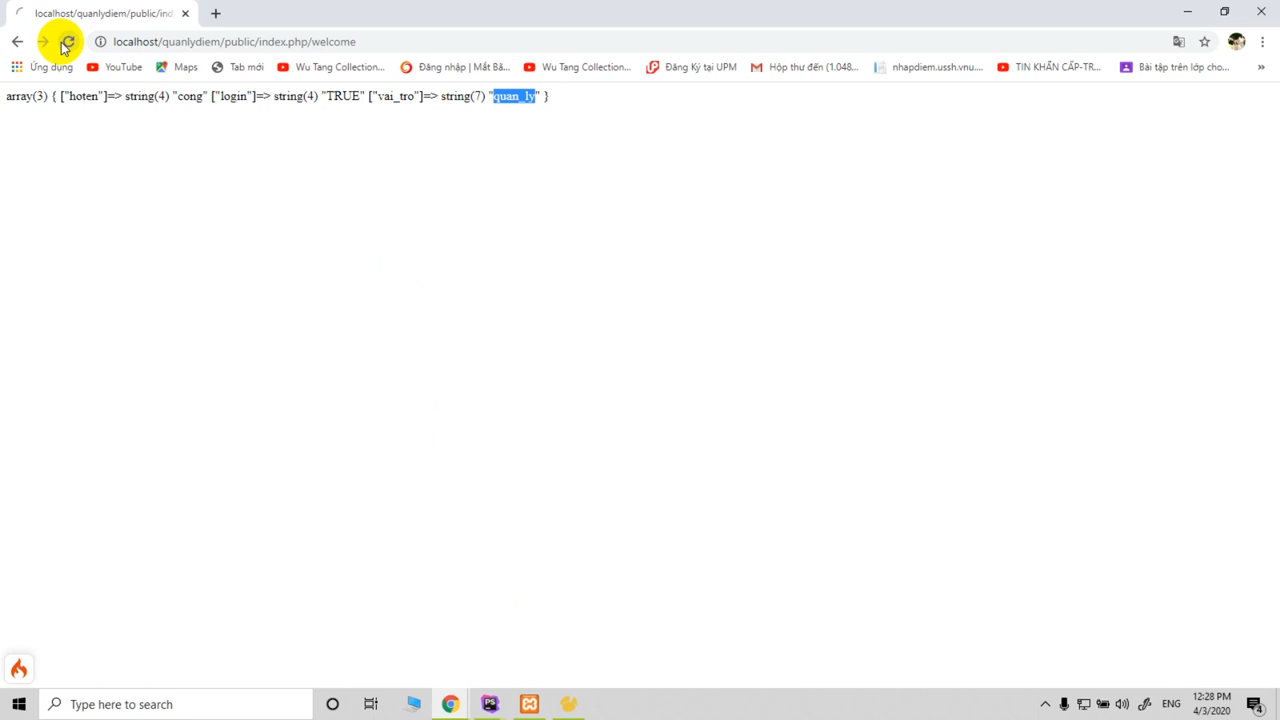 localhost/quanlydiem/public/ind
localhost/quanlydiem/public/index.php/welcome
Ứng dụng YouTube Maps Tab mới Wu Tang Collection... Đăng nhập | Mắt Bã... Wu Tang Collection... Đăng Ký tại UPM Hộp thư đến (1.048... nhapdiem.ussh.vnu.... TIN KHẨN CẤP-TR... Bài tập trên lớp cho... »
array(3) { ["hoten"]=> string(4) "cong" ["login"]=> string(4) "TRUE" ["vai_tro"]=> string(7) "quan_ly" }
Type here to search
PS
ENG
12:28 PM
4/3/2020
4